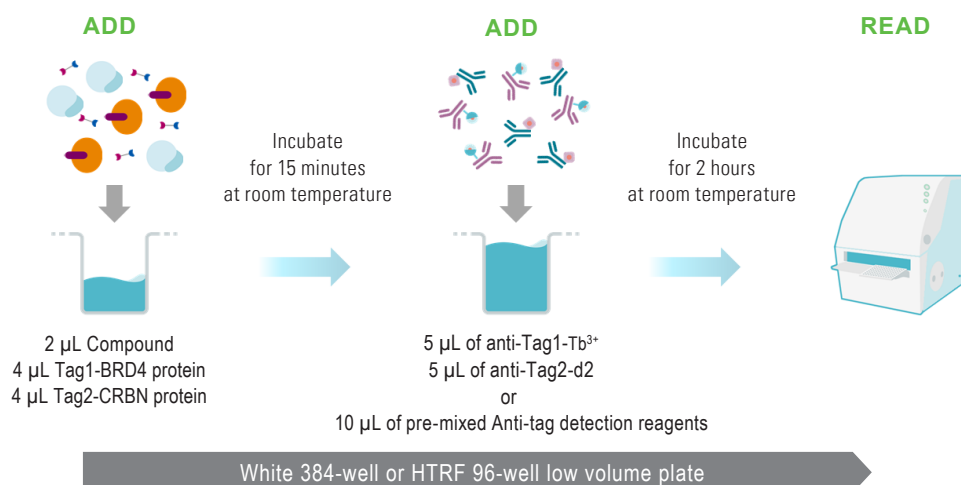 ADD
ADD
READ
Incubate
for 15 minutes
at room temperature
Incubate
for 2 hours
at room temperature
2 µL Compound
4 µL Tag1-BRD4 protein
4 µL Tag2-CRBN protein
5 µL of anti-Tag1-Tb³⁺
5 µL of anti-Tag2-d2
or
10 µL of pre-mixed Anti-tag detection reagents
White 384-well or HTRF 96-well low volume plate